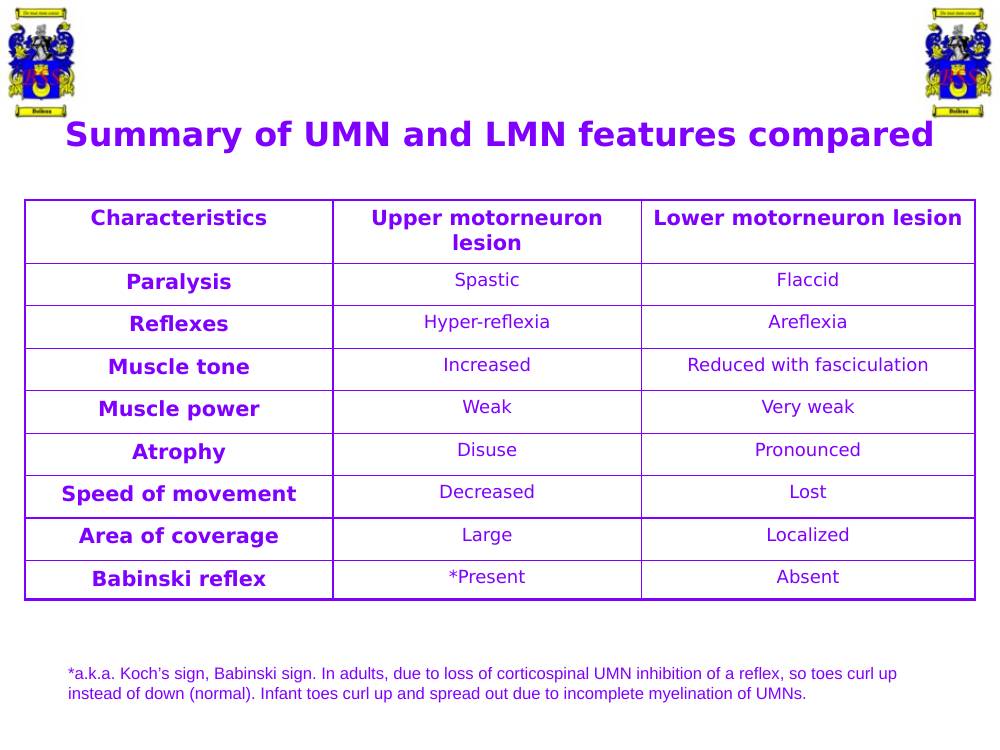 Summary of UMN and LMN features compared
Characteristics
Upper motorneuron
lesion
Lower motorneuron lesion
Paralysis
Spastic
Flaccid
Reflexes
Hyper-reflexia
Areflexia
Muscle tone
Increased
Reduced with fasciculation
Muscle power
Weak
Very weak
Atrophy
Disuse
Pronounced
Speed of movement
Decreased
Lost
Area of coverage
Large
Localized
Babinski reflex
*Present
Absent
*a.k.a. Koch’s sign, Babinski sign. In adults, due to loss of corticospinal UMN inhibition of a reflex, so toes curl up
instead of down (normal). Infant toes curl up and spread out due to incomplete myelination of UMNs.